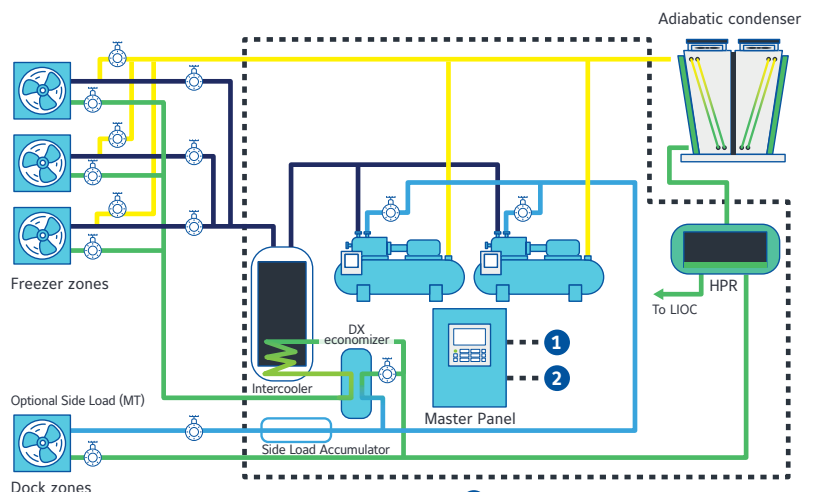 Adiabatic condenser
Freezer zones
HPR
To LIOC
DX
economizer
1
2
Intercooler
Master Panel
Optional Side Load (MT)
Side Load Accumulator
Dock zones